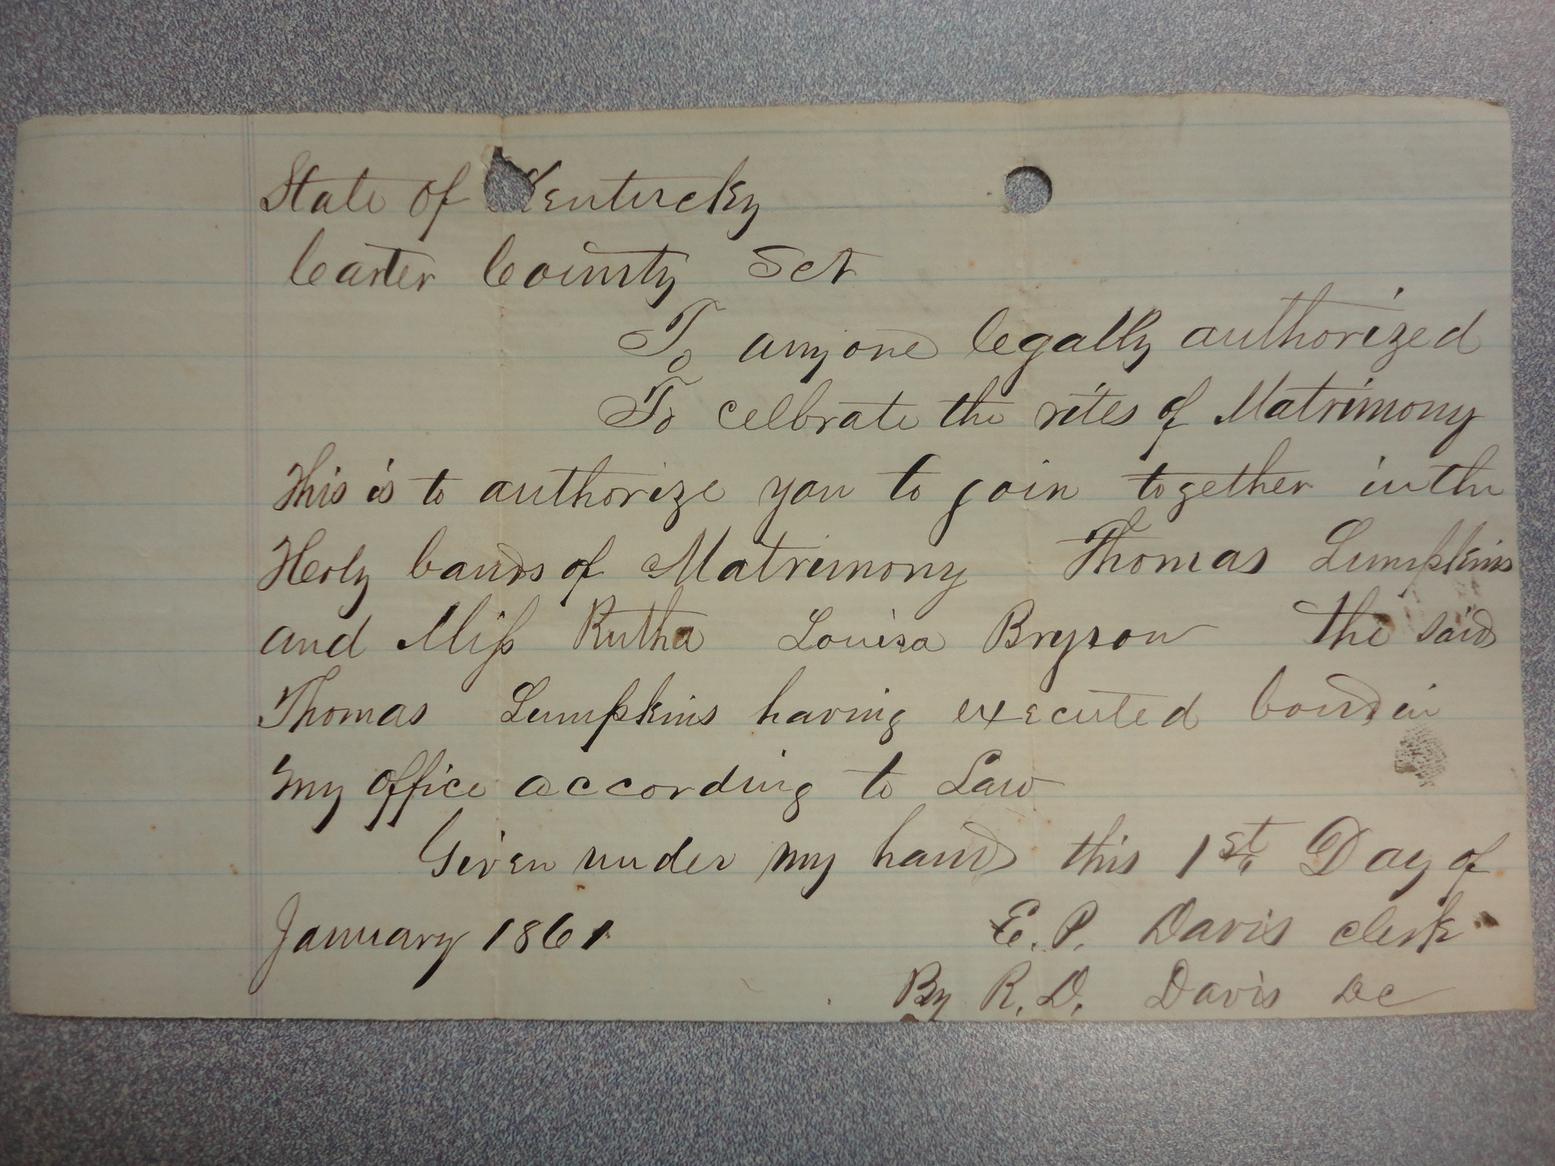 State of Kentucky
Carter County Sct
To anyone legally authorized
To celbrate the rites of Matrimony
This is to authorize you to join together in the
Holy bands of Matrimony Thomas Lumpkins
and Miss Rutha Louisa Bryson the said
Thomas Lumpkins having executed bond in
my office according to Law
Given under my hand this 1st Day of
January 1861 E. P. Davis clerk
By R. D. Davis DC